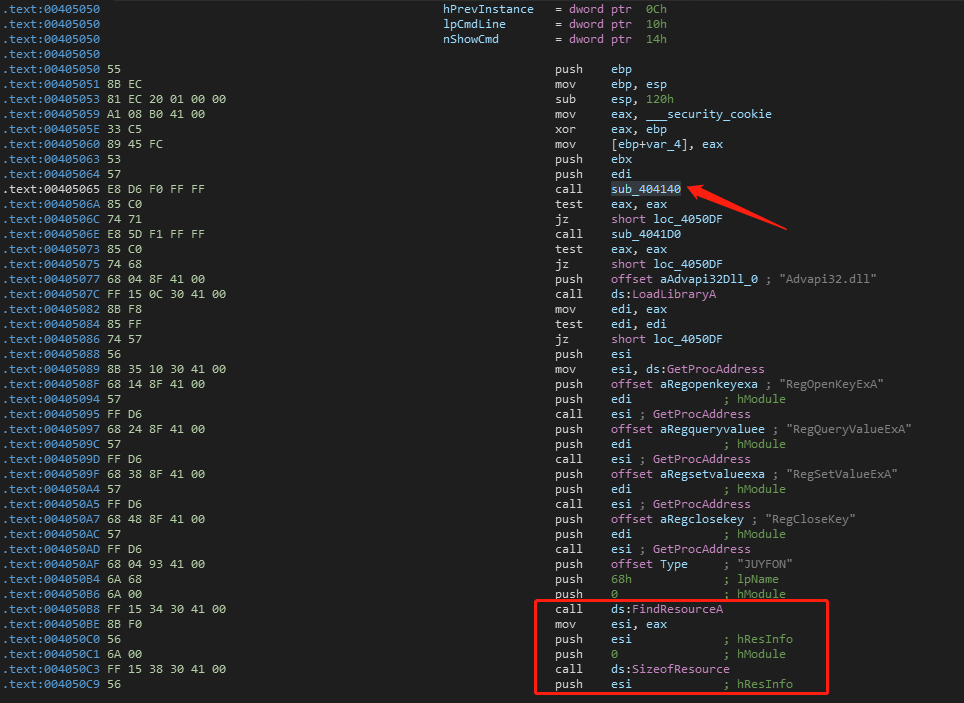 .text:00405050 hPrevInstance = dword ptr 0Ch
.text:00405050 lpCmdLine = dword ptr 10h
.text:00405050 nShowCmd = dword ptr 14h
.text:00405050
.text:00405050 55 push ebp
.text:00405051 8B EC mov ebp, esp
.text:00405053 81 EC 20 01 00 00 sub esp, 120h
.text:00405059 A1 08 B0 41 00 mov eax, ___security_cookie
.text:0040505E 33 C5 xor eax, ebp
.text:00405060 89 45 FC mov [ebp+var_4], eax
.text:00405063 53 push ebx
.text:00405064 57 push edi
.text:00405065 E8 D6 F0 FF FF call sub_404140
.text:0040506A 85 C0 test eax, eax
.text:0040506C 74 71 jz short loc_4050DF
.text:0040506E E8 5D F1 FF FF call sub_4041D0
.text:00405073 85 C0 test eax, eax
.text:00405075 74 68 jz short loc_4050DF
.text:00405077 68 04 8F 41 00 push offset aAdvapi32Dll_0 ; "Advapi32.dll"
.text:0040507C FF 15 0C 30 41 00 call ds:LoadLibraryA
.text:00405082 8B F8 mov edi, eax
.text:00405084 85 FF test edi, edi
.text:00405086 74 57 jz short loc_4050DF
.text:00405088 56 push esi
.text:00405089 8B 35 10 30 41 00 mov esi, ds:GetProcAddress
.text:0040508F 68 14 8F 41 00 push offset aRegopenkeyexa ; "RegOpenKeyExA"
.text:00405094 57 push edi ; hModule
.text:00405095 FF D6 call esi ; GetProcAddress
.text:00405097 68 24 8F 41 00 push offset aRegqueryvaluee ; "RegQueryValueExA"
.text:0040509C 57 push edi ; hModule
.text:0040509D FF D6 call esi ; GetProcAddress
.text:0040509F 68 38 8F 41 00 push offset aRegsetvalueexa ; "RegSetValueExA"
.text:004050A4 57 push edi ; hModule
.text:004050A5 FF D6 call esi ; GetProcAddress
.text:004050A7 68 48 8F 41 00 push offset aRegclosekey ; "RegCloseKey"
.text:004050AC 57 push edi ; hModule
.text:004050AD FF D6 call esi ; GetProcAddress
.text:004050AF 68 04 93 41 00 push offset Type ; "JUYFON"
.text:004050B4 6A 68 push 68h ; lpName
.text:004050B6 6A 00 push 0 ; hModule
.text:004050B8 FF 15 34 30 41 00 call ds:FindResourceA
.text:004050BE 8B F0 mov esi, eax
.text:004050C0 56 push esi ; hResInfo
.text:004050C1 6A 00 push 0 ; hModule
.text:004050C3 FF 15 38 30 41 00 call ds:SizeofResource
.text:004050C9 56 push esi ; hResInfo